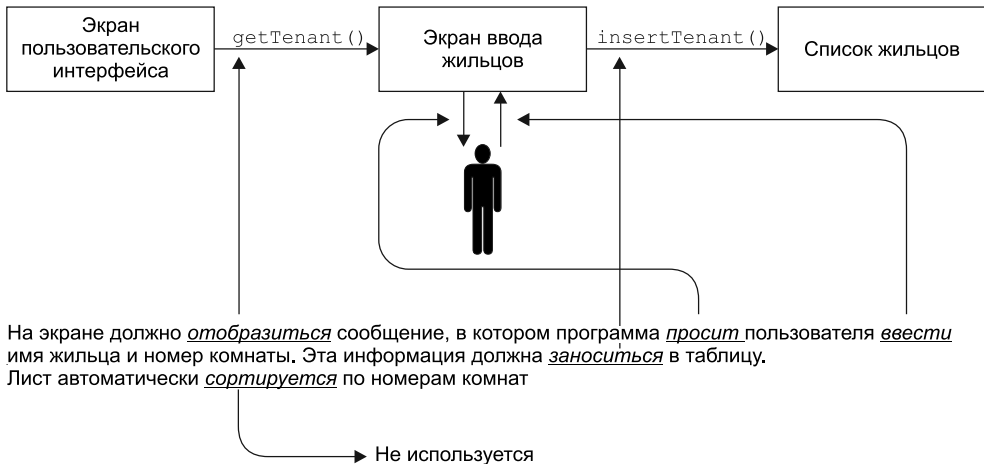 Экран
пользовательского
интерфейса
getTenant()
Экран ввода
жильцов
insertTenant()
Список жильцов
На экране должно отобразиться сообщение, в котором программа просит пользователя ввести
имя жильца и номер комнаты. Эта информация должна заноситься в таблицу.
Лист автоматически сортируется по номерам комнат
Не используется